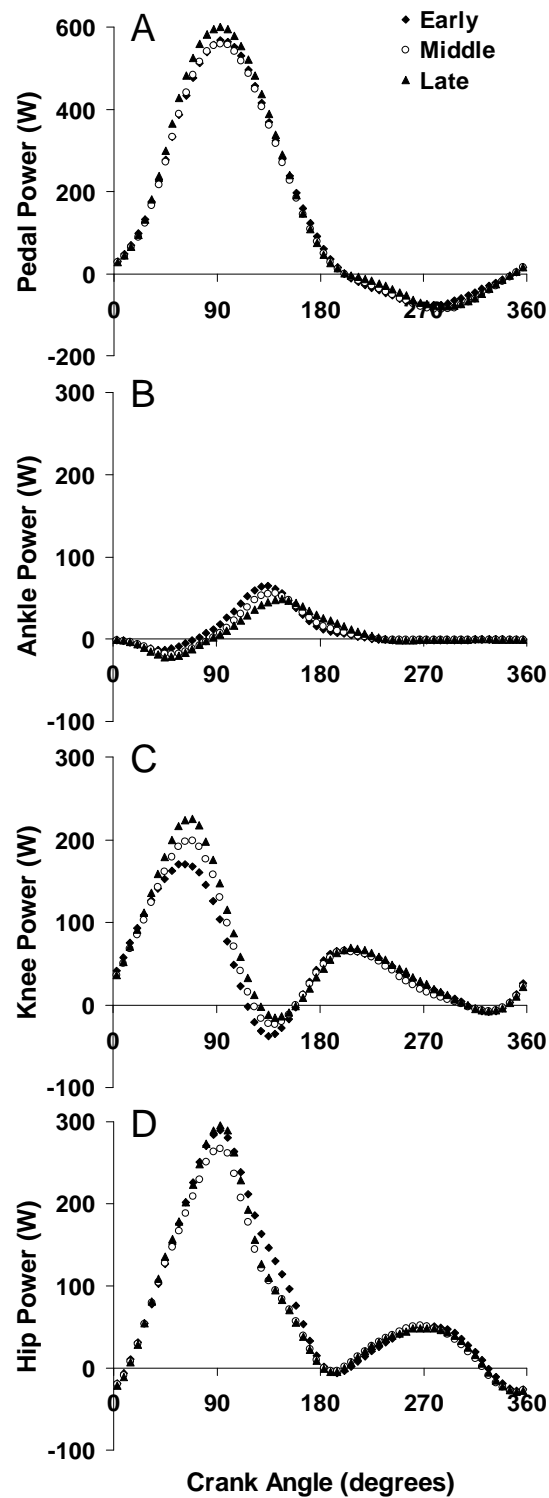 A
Early
Middle
Late
Pedal Power (W)
600
400
200
0
-200
0 90 180 270 360
B
Ankle Power (W)
300
200
100
0
-100
0 90 180 270 360
C
Knee Power (W)
300
200
100
0
-100
0 90 180 270 360
D
Hip Power (W)
300
200
100
0
-100
0 90 180 270 360
Crank Angle (degrees)